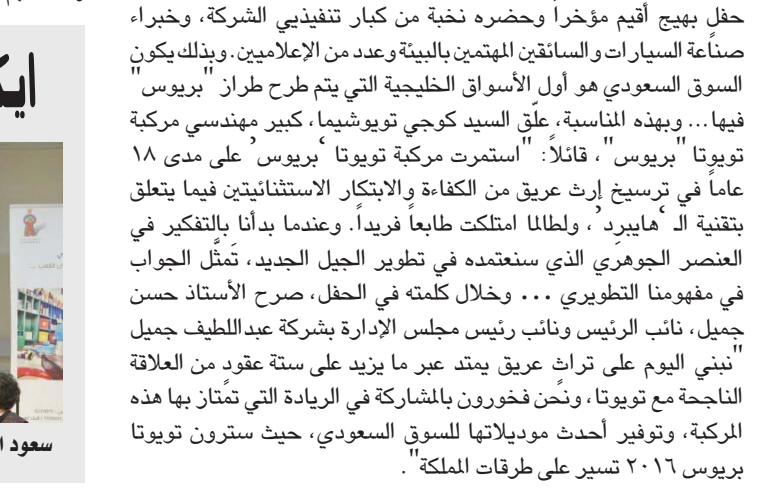 حفل بهيج أقيم مؤخراً وحضره نخبة من كبار تنفيذيي الشركة، وخبراء
صناعة السيارات والسائقين المهتمين بالبيئة وعدد من الإعلاميين. وبذلك يكون
السوق السعودي هو أول الأسواق الخليجية التي يتم طرح طراز "بريوس"
فيها... وبهذه المناسبة، علّق السيد كوجي تويوشيما، كبير مهندسي مركبة
تويوتا "بريوس"، قائلاً: "استمرت مركبة تويوتا ‘بريوس’ على مدى ١٨
عاماً في ترسيخ إرث عريق من الكفاءة والابتكار الاستثنائيتين فيما يتعلق
بتقنية الـ ‘هايبرِد’، ولطالما امتلكت طابعاً فريداً. وعندما بدأنا بالتفكير في
العنصر الجوهري الذي سنعتمده في تطوير الجيل الجديد، تَمثَّل الجواب
في مفهومنا التطويري ... وخلال كلمته في الحفل، صرح الأستاذ حسن
جميل، نائب الرئيس ونائب رئيس مجلس الإدارة بشركة عبداللطيف جميل
"نبني اليوم على تراث عريق يمتد عبر ما يزيد على ستة عقود من العلاقة
الناجحة مع تويوتا، ونحن فخورون بالمشاركة في الريادة التي تمتاز بها هذه
المركبة، وتوفير أحدث موديلاتها للسوق السعودي، حيث سترون تويوتا
بريوس ٢٠١٦ تسير على طرقات المملكة".
سعود